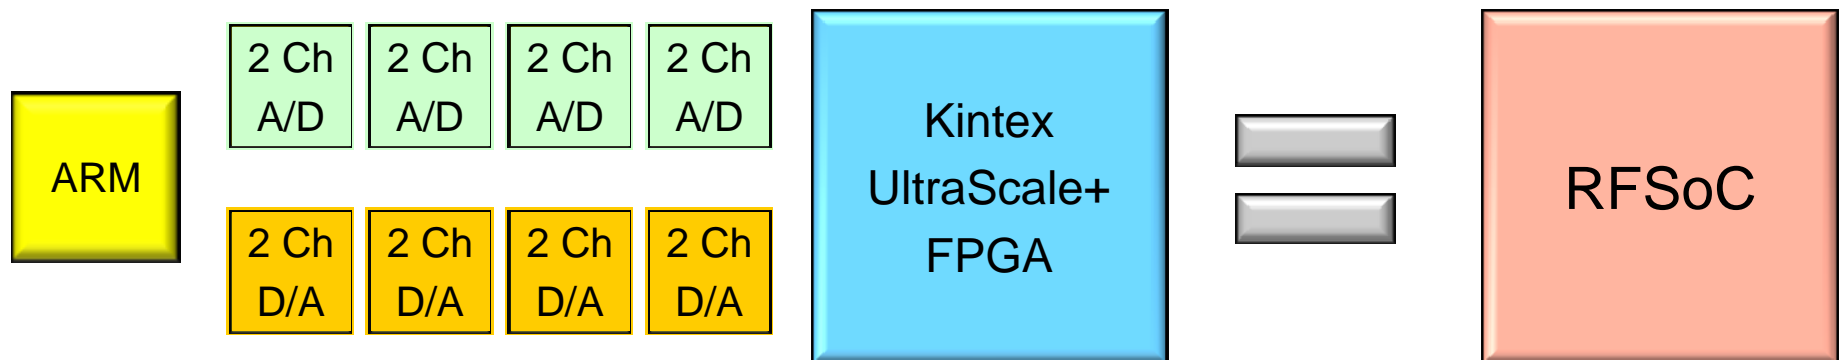 ARM
2 Ch
A/D
2 Ch
A/D
2 Ch
A/D
2 Ch
A/D
2 Ch
D/A
2 Ch
D/A
2 Ch
D/A
2 Ch
D/A
Kintex
UltraScale+
FPGA
RFSoC